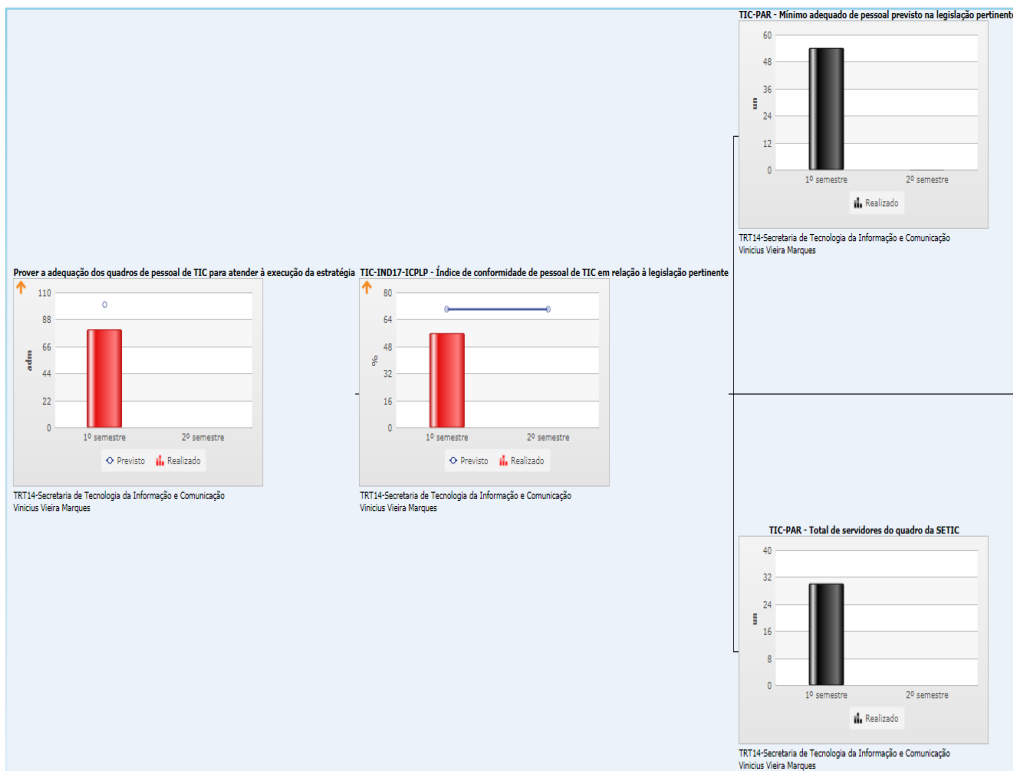 TIC-PAR - Mínimo adequado de pessoal previsto na legislação pertinente
60
48
36
24
12
0
un
1º semestre 2º semestre
Realizado
TRT14-Secretaria de Tecnologia da Informação e Comunicação
Vinicius Vieira Marques
Prover a adequação dos quadros de pessoal de TIC para atender à execução da estratégia
110
88
66
44
22
0
adm
1º semestre 2º semestre
Previsto Realizado
TRT14-Secretaria de Tecnologia da Informação e Comunicação
Vinicius Vieira Marques
TIC-IND17-ICPLP - Índice de conformidade de pessoal de TIC em relação à legislação pertinente
80
64
48
32
16
0
%
1º semestre 2º semestre
Previsto Realizado
TRT14-Secretaria de Tecnologia da Informação e Comunicação
Vinicius Vieira Marques
TIC-PAR - Total de servidores do quadro da SETIC
40
32
24
16
8
0
un
1º semestre 2º semestre
Realizado
TRT14-Secretaria de Tecnologia da Informação e Comunicação
Vinicius Vieira Marques